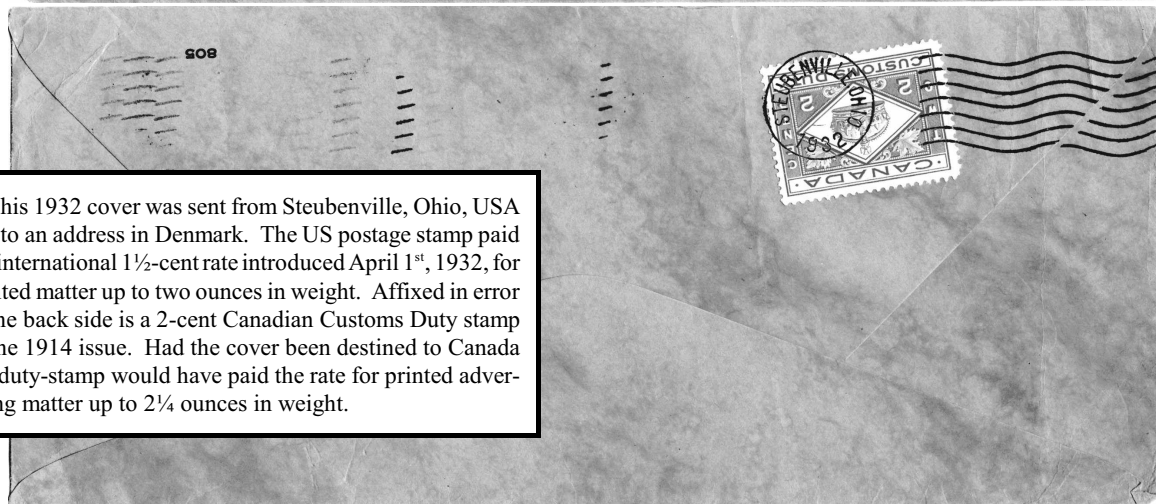 805
STEUBENVILLE, OHIO
1932
CUSTOMS DUTY
2 2
CENTS CENTS
· CANADA ·
his 1932 cover was sent from Steubenville, Ohio, USA
to an address in Denmark. The US postage stamp paid
international 1½-cent rate introduced April 1st, 1932, for
ted matter up to two ounces in weight. Affixed in error
he back side is a 2-cent Canadian Customs Duty stamp
he 1914 issue. Had the cover been destined to Canada
duty-stamp would have paid the rate for printed adver-
ng matter up to 2¼ ounces in weight.